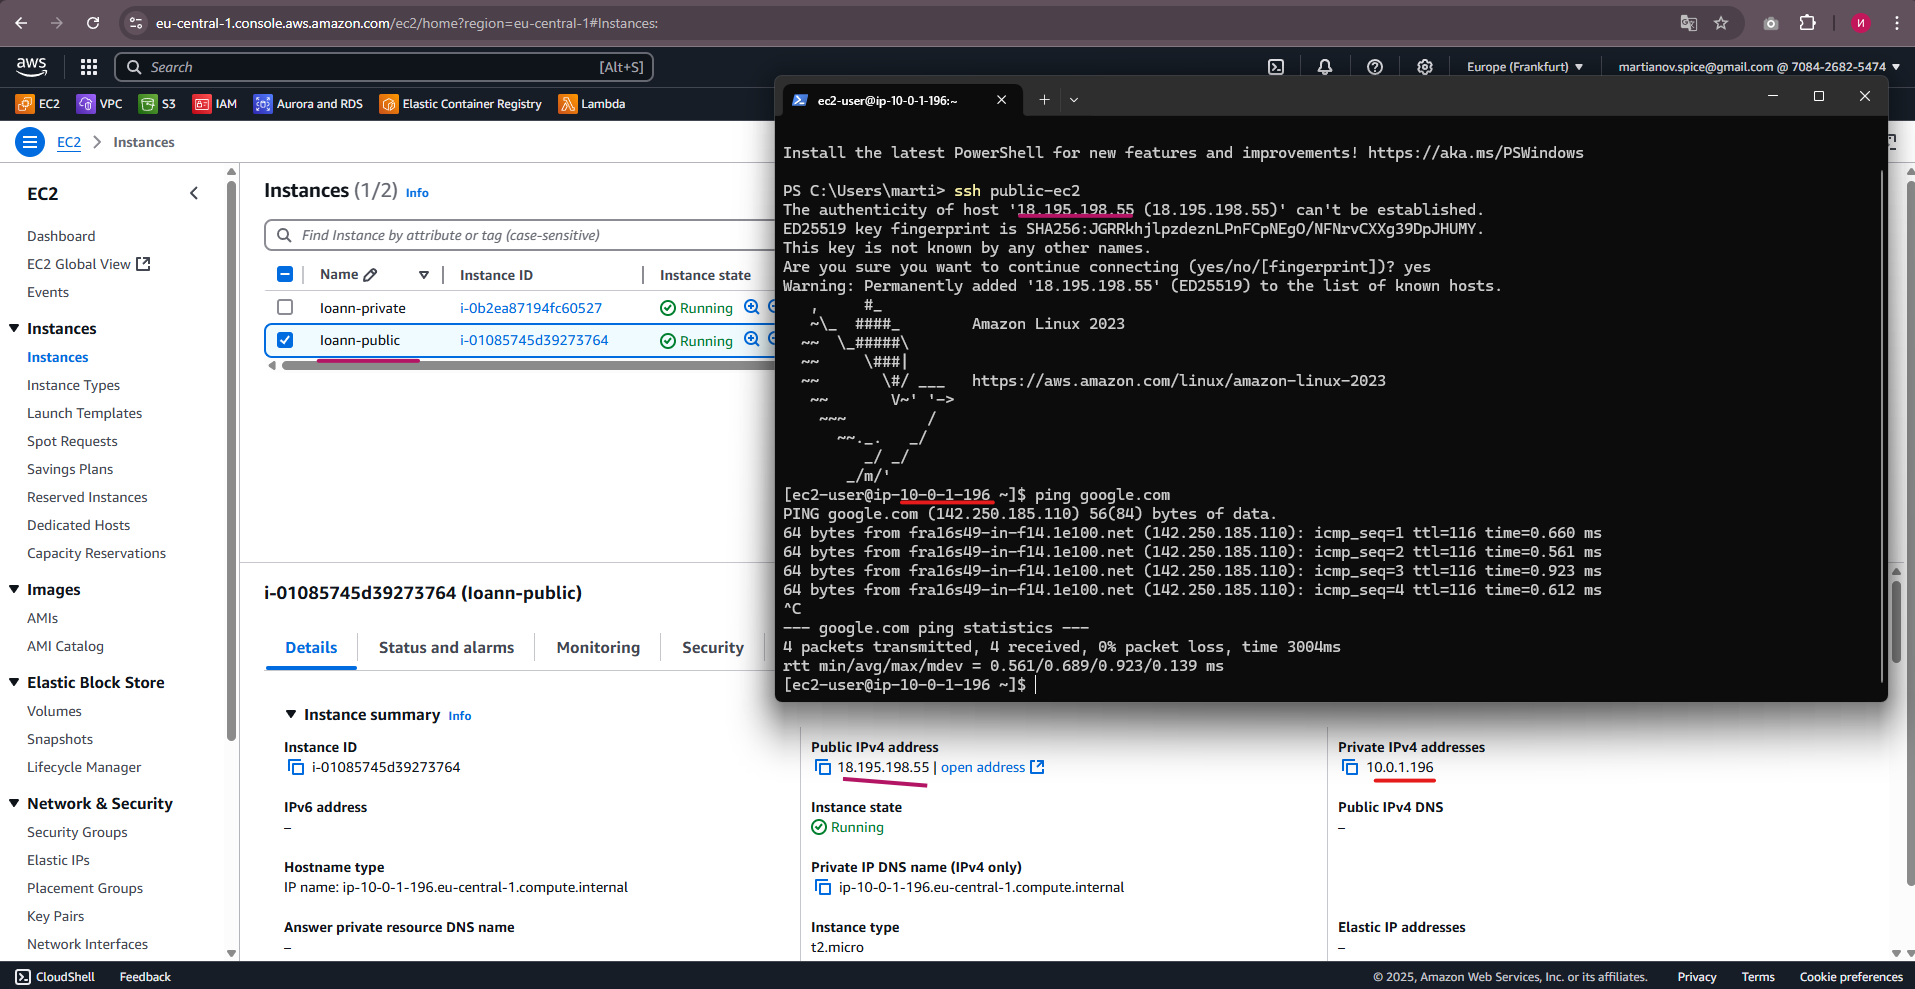 eu-central-1.console.aws.amazon.com/ec2/home?region=eu-central-1#Instances:
И
aws
Search
[Alt+S]
Europe (Frankfurt)
martianov.spice@gmail.com @ 7084-2682-5474
EC2
VPC
S3
IAM
Aurora and RDS
Elastic Container Registry
Lambda
EC2
Instances
EC2
Dashboard
EC2 Global View
Events
Instances
Instances
Instance Types
Launch Templates
Spot Requests
Savings Plans
Reserved Instances
Dedicated Hosts
Capacity Reservations
Images
AMIs
AMI Catalog
Elastic Block Store
Volumes
Snapshots
Lifecycle Manager
Network & Security
Security Groups
Elastic IPs
Placement Groups
Key Pairs
Network Interfaces
Instances (1/2) Info
Find Instance by attribute or tag (case-sensitive)
Name
Instance ID
Instance state
Ioann-private
i-0b2ea87194fc60527
Running
Ioann-public
i-01085745d39273764
Running
ec2-user@ip-10-0-1-196:~
Install the latest PowerShell for new features and improvements! https://aka.ms/PSWindows
PS C:\Users\marti> ssh public-ec2
The authenticity of host '18.195.198.55 (18.195.198.55)' can't be established.
ED25519 key fingerprint is SHA256:JGRRkhjlpzdeznLPnFCpNEgO/NFNrvCXXg39DpJHUMY.
This key is not known by any other names.
Are you sure you want to continue connecting (yes/no/[fingerprint])? yes
Warning: Permanently added '18.195.198.55' (ED25519) to the list of known hosts.
   ,     #_
   ~\_  ####_        Amazon Linux 2023
  ~~  \_#####\
  ~~     \###|
  ~~       \#/ ___   https://aws.amazon.com/linux/amazon-linux-2023
   ~~       V~' '->
    ~~~         /
      ~~._.   _/
         _/ _/
       _/m/'
[ec2-user@ip-10-0-1-196 ~]$ ping google.com
PING google.com (142.250.185.110) 56(84) bytes of data.
64 bytes from fra16s49-in-f14.1e100.net (142.250.185.110): icmp_seq=1 ttl=116 time=0.660 ms
64 bytes from fra16s49-in-f14.1e100.net (142.250.185.110): icmp_seq=2 ttl=116 time=0.561 ms
64 bytes from fra16s49-in-f14.1e100.net (142.250.185.110): icmp_seq=3 ttl=116 time=0.923 ms
64 bytes from fra16s49-in-f14.1e100.net (142.250.185.110): icmp_seq=4 ttl=116 time=0.612 ms
^C
--- google.com ping statistics ---
4 packets transmitted, 4 received, 0% packet loss, time 3004ms
rtt min/avg/max/mdev = 0.561/0.689/0.923/0.139 ms
[ec2-user@ip-10-0-1-196 ~]$
i-01085745d39273764 (Ioann-public)
Details
Status and alarms
Monitoring
Security
Instance summary Info
Instance ID
i-01085745d39273764
Public IPv4 address
18.195.198.55 | open address
Private IPv4 addresses
10.0.1.196
IPv6 address
–
Instance state
Running
Public IPv4 DNS
–
Hostname type
IP name: ip-10-0-1-196.eu-central-1.compute.internal
Private IP DNS name (IPv4 only)
ip-10-0-1-196.eu-central-1.compute.internal
Answer private resource DNS name
–
Instance type
t2.micro
Elastic IP addresses
–
CloudShell
Feedback
© 2025, Amazon Web Services, Inc. or its affiliates.
Privacy
Terms
Cookie preferences